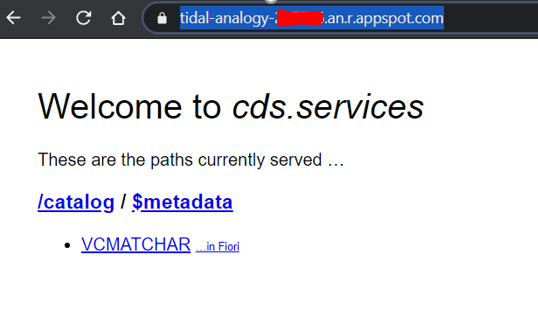 tidal-analogy-2.an.r.appspot.com
Welcome to cds.services
These are the paths currently served …
/catalog / $metadata
VCMATCHAR ...in Fiori